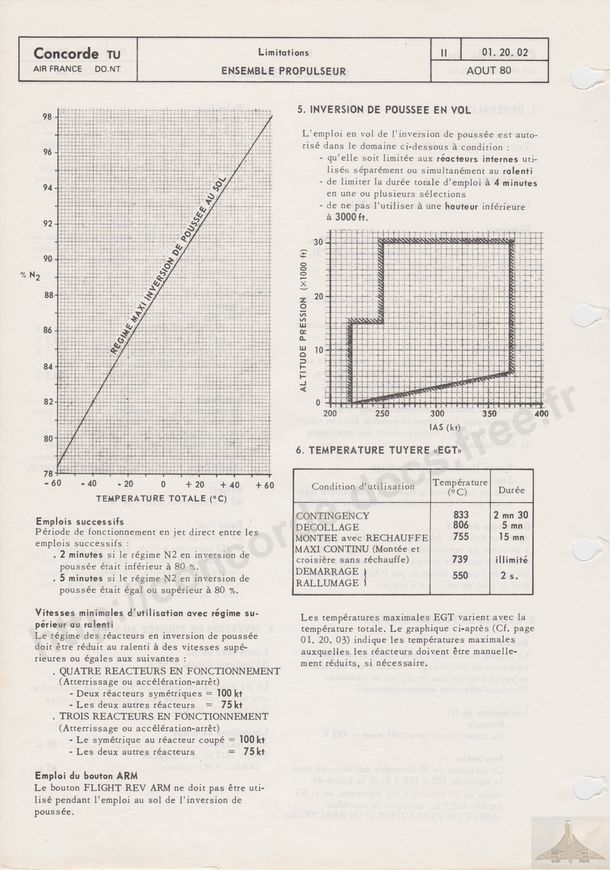 Concorde TU
AIR FRANCE DO.NT
Limitations
ENSEMBLE PROPULSEUR
II
01. 20. 02
AOUT 80
98
96
94
92
90
% N2
88
86
84
82
80
78
REGIME MAXI INVERSION DE POUSSEE AU SOL
- 60 - 40 - 20 0 + 20 + 40 + 60
TEMPERATURE TOTALE (°C)
Emplois successifs
Période de fonctionnement en jet direct entre les
emplois successifs :
. 2 minutes si le régime N2 en inversion de
poussée était inférieur à 80 %.
. 5 minutes si le régime N2 en inversion de
poussée était égal ou supérieur à 80 %.
Vitesses minimales d'utilisation avec régime su-
périeur au ralenti
Le régime des réacteurs en inversion de poussée
doit être réduit au ralenti à des vitesses supé-
rieures ou égales aux suivantes :
. QUATRE REACTEURS EN FONCTIONNEMENT
(Atterrissage ou accélération-arrêt)
- Deux réacteurs symétriques = 100 kt
- Les deux autres réacteurs = 75 kt
. TROIS REACTEURS EN FONCTIONNEMENT
(Atterrissage ou accélération-arrêt)
- Le symétrique au réacteur coupé = 100 kt
- Les deux autres réacteurs = 75 kt
Emploi du bouton ARM
Le bouton FLIGHT REV ARM ne doit pas être uti-
lisé pendant l'emploi au sol de l'inversion de
poussée.
5. INVERSION DE POUSSEE EN VOL
L'emploi en vol de l'inversion de poussée est auto-
risé dans le domaine ci-dessous à condition :
- qu'elle soit limitée aux réacteurs internes uti-
lisés séparément ou simultanément au ralenti
- de limiter la durée totale d'emploi à 4 minutes
en une ou plusieurs sélections
- de ne pas l'utiliser à une hauteur inférieure
à 3000 ft.
ALTITUDE PRESSION (×1000 ft)
30
20
10
0
200 250 300 350 400
IAS (kt)
6. TEMPERATURE TUYERE «EGT»
Condition d'utilisation Température (°C) Durée
CONTINGENCY 833 2 mn 30
DECOLLAGE 806 5 mn
MONTEE avec RECHAUFFE 755 15 mn
MAXI CONTINU (Montée et
croisière sans réchauffe) 739 illimité
DEMARRAGE }
RALLUMAGE } 550 2 s.
Les températures maximales EGT varient avec la
température totale. Le graphique ci-après (Cf. page
01. 20. 03) indique les températures maximales
auxquelles les réacteurs doivent être manuelle-
ment réduits, si nécessaire.